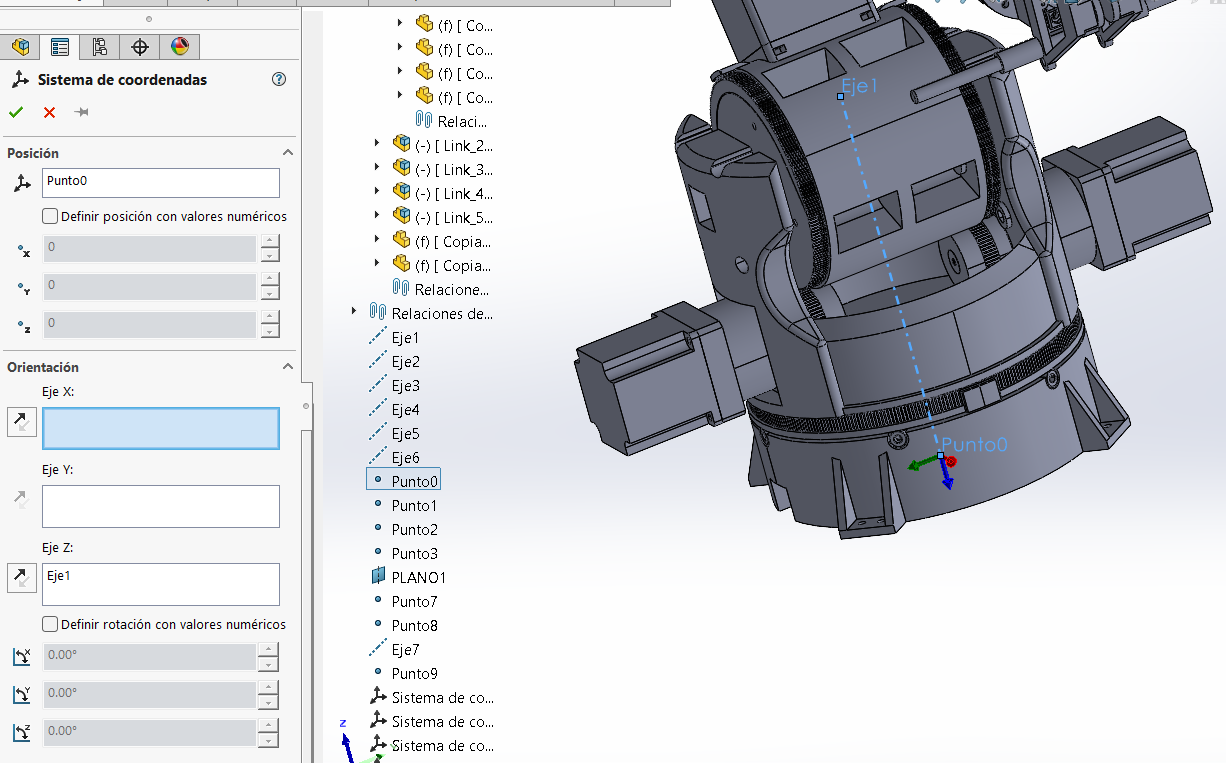 Sistema de coordenadas
?
Posición
Punto0
Definir posición con valores numéricos
x
0
Y
0
z
0
Orientación
Eje X:
Eje Y:
Eje Z:
Eje1
Definir rotación con valores numéricos
X
0.00°
Y
0.00°
Z
0.00°
(f) [ Co...
(f) [ Co...
(f) [ Co...
(f) [ Co...
Relaci...
(-) [ Link_2...
(-) [ Link_3...
(-) [ Link_4...
(-) [ Link_5...
(f) [ Copia...
(f) [ Copia...
Relacione...
Relaciones de...
Eje1
Eje2
Eje3
Eje4
Eje5
Eje6
Punto0
Punto1
Punto2
Punto3
PLANO1
Punto7
Punto8
Eje7
Punto9
Sistema de co...
Sistema de co...
Sistema de co...
z
Eje1
Punto0